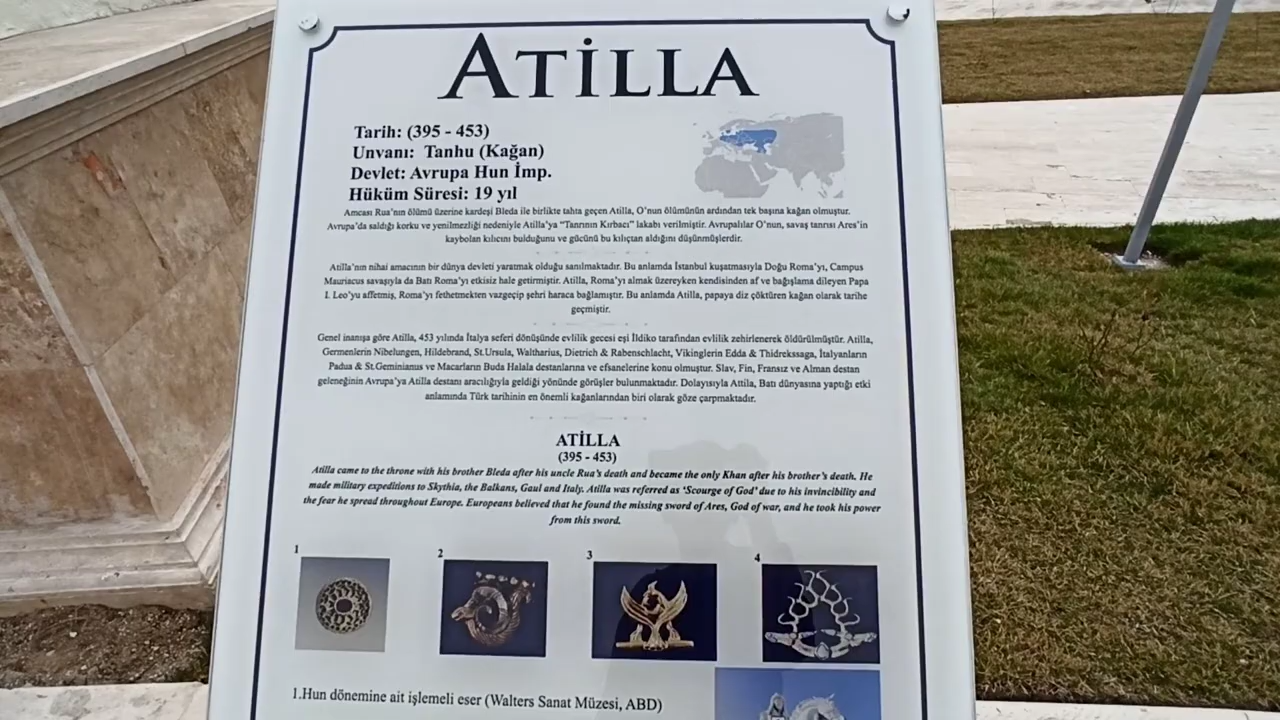 ATİLLA
Tarih: (395 - 453)
Unvanı: Tanhu (Kağan)
Devlet: Avrupa Hun İmp.
Hüküm Süresi: 19 yıl
Amcası Rua'nın ölümü üzerine kardeşi Bleda ile birlikte tahta geçen Atilla, O'nun ölümünün ardından tek başına kağan olmuştur.
Avrupa'da saldığı korku ve yenilmezliği nedeniyle Atilla'ya "Tanrının Kırbacı" lakabı verilmiştir. Avrupalılar O'nun, savaş tanrısı Ares'in
kaybolan kılıcını bulduğunu ve gücünü bu kılıçtan aldığını düşünmüşlerdir.
Atilla'nın nihai amacının bir dünya devleti yaratmak olduğu sanılmaktadır. Bu anlamda İstanbul kuşatmasıyla Doğu Roma'yı, Campus
Mauriacus savaşıyla da Batı Roma'yı etkisiz hale getirmiştir. Atilla, Roma'yı almak üzereyken kendisinden af ve bağışlama dileyen Papa
I. Leo'yu affetmiş, Roma'yı fethetmekten vazgeçip şehri haraca bağlamıştır. Bu anlamda Atilla, papaya diz çöktüren kağan olarak tarihe
geçmiştir.
Genel inanışa göre Atilla, 453 yılında İtalya seferi dönüşünde evlilik gecesi eşi İldiko tarafından evlilik zehirlenerek öldürülmüştür. Atilla,
Germenlerin Nibelungen, Hildebrand, St.Ursula, Waltharius, Dietrich & Rabenschlacht, Vikinglerin Edda & Thidrekssaga, İtalyanların
Padua & St.Geminianus ve Macarların Buda Halala destanlarına ve efsanelerine konu olmuştur. Slav, Fin, Fransız ve Alman destan
geleneğinin Avrupa'ya Atilla destanı aracılığıyla geldiği yönünde görüşler bulunmaktadır. Dolayısıyla Attila, Batı dünyasına yaptığı etki
anlamında Türk tarihinin en önemli kağanlarından biri olarak göze çarpmaktadır.
ATİLLA
(395 - 453)
Atilla came to the throne with his brother Bleda after his uncle Rua's death and became the only Khan after his brother's death. He
made military expeditions to Skythia, the Balkans, Gaul and Italy. Atilla was referred as 'Scourge of God' due to his invincibility and
the fear he spread throughout Europe. Europeans believed that he found the missing sword of Ares, God of war, and he took his power
from this sword.
1 2 3 4
1.Hun dönemine ait işlemeli eser (Walters Sanat Müzesi, ABD)